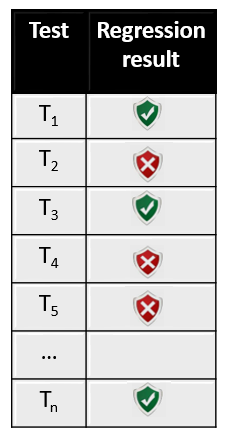 Test Regression
result
T₁
T₂
T₃
T₄
T₅
...
Tₙ